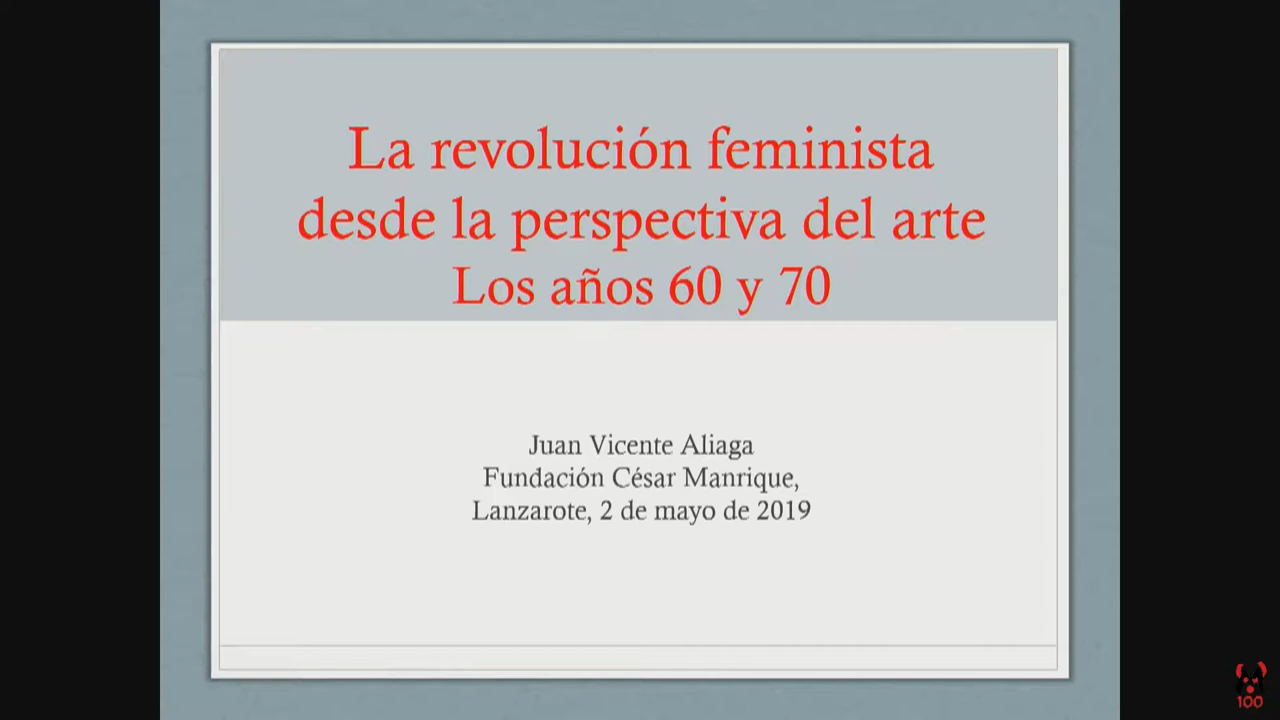 La revolución feminista
desde la perspectiva del arte
Los años 60 y 70
Juan Vicente Aliaga
Fundación César Manrique,
Lanzarote, 2 de mayo de 2019
100